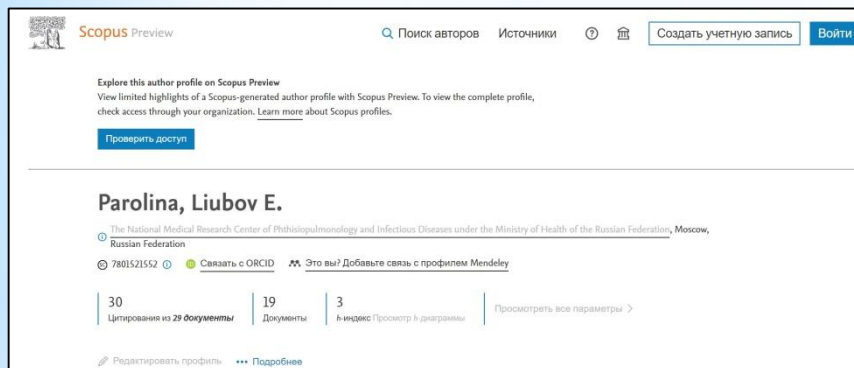 Scopus Preview
Поиск авторов Источники Создать учетную запись Войти
Explore this author profile on Scopus Preview
View limited highlights of a Scopus-generated author profile with Scopus Preview. To view the complete profile,
check access through your organization. Learn more about Scopus profiles.
Проверить доступ
Parolina, Liubov E.
The National Medical Research Center of Phthisiopulmonology and Infectious Diseases under the Ministry of Health of the Russian Federation, Moscow,
Russian Federation
7801521552 Связать с ORCID Это вы? Добавьте связь с профилем Mendeley
30 19 3
Цитирования из 29 документы Документы h-индекс Просмотр h-диаграммы Просмотреть все параметры
Редактировать профиль ••• Подробнее